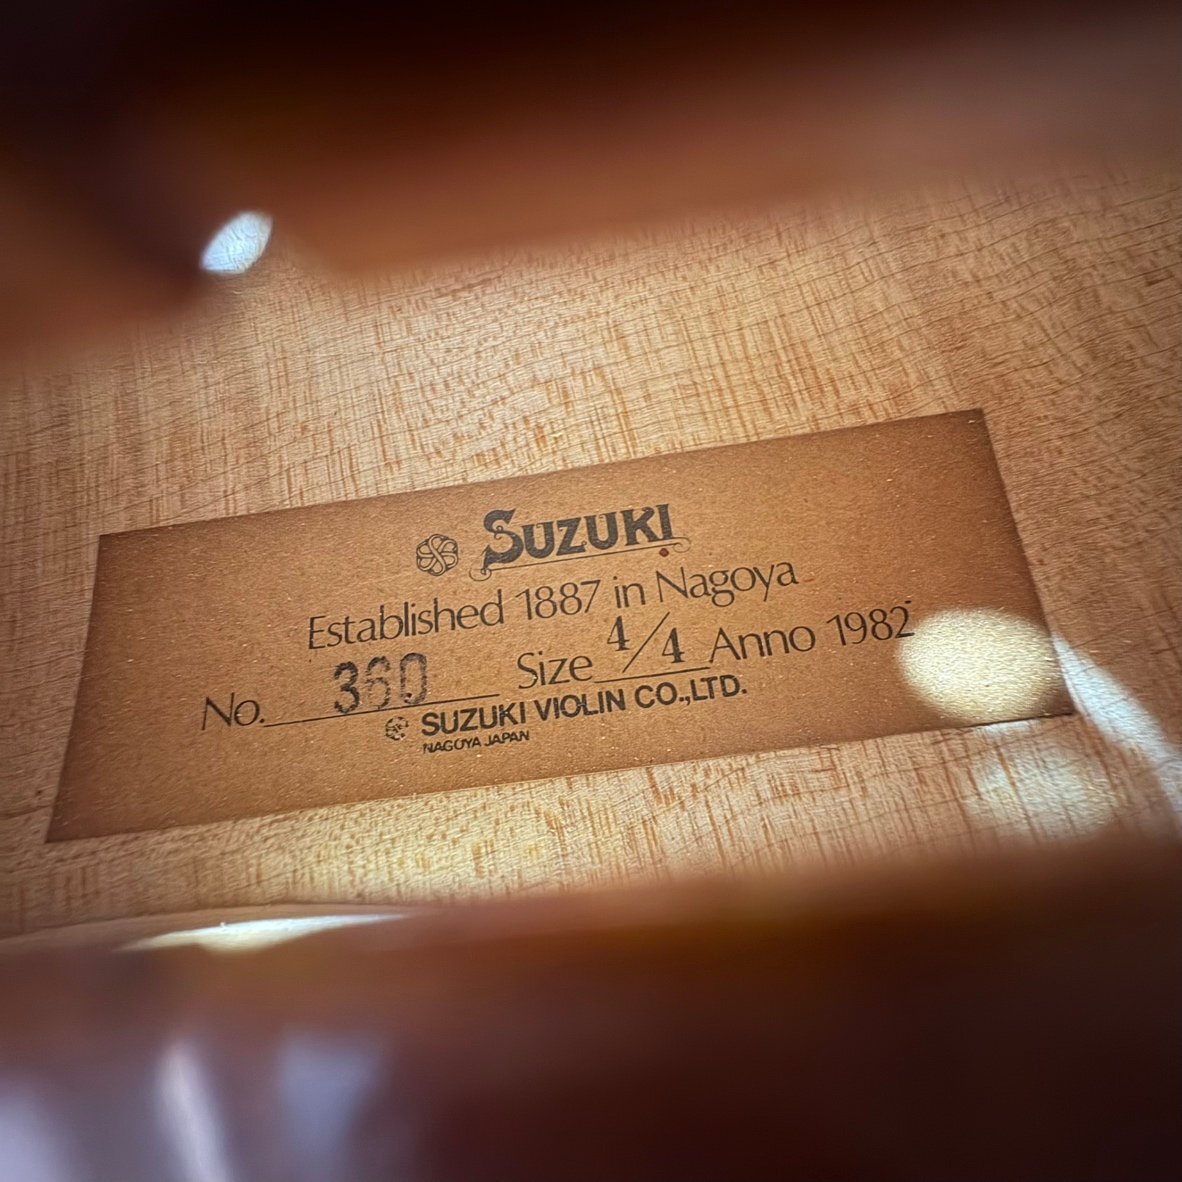 SUZUKI
Established 1887 in Nagoya
No. 360 Size 4/4 Anno 1982
SUZUKI VIOLIN CO.,LTD.
NAGOYA JAPAN